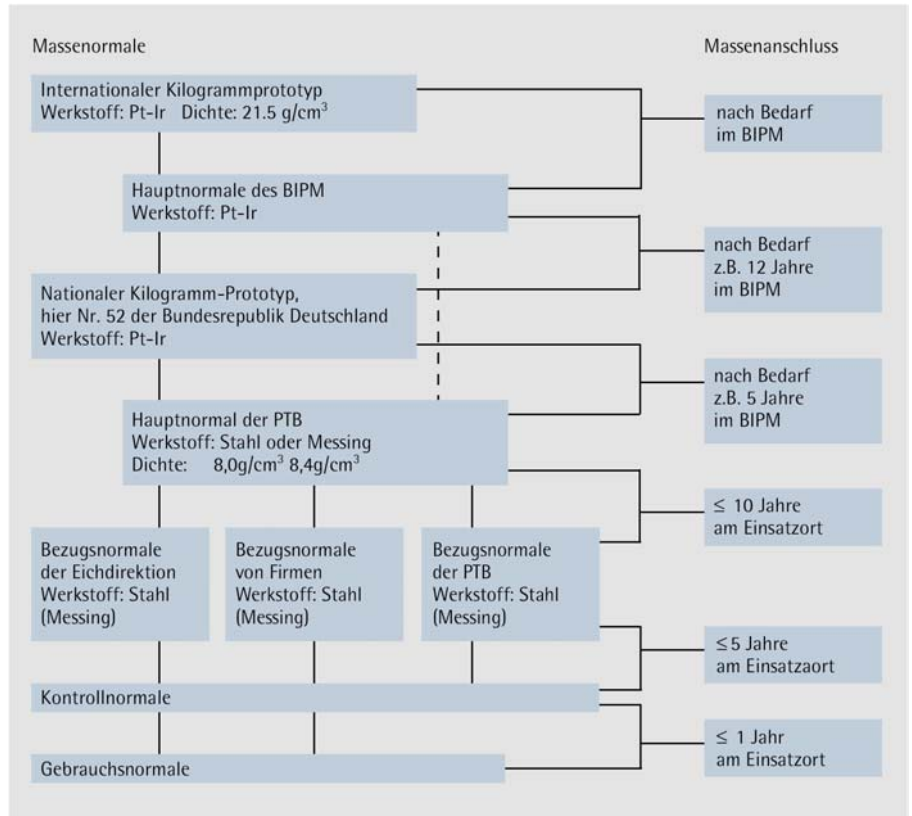 Massenormale
Massenanschluss
Internationaler Kilogrammprototyp
Werkstoff: Pt-Ir Dichte: 21.5 g/cm³
nach Bedarf
im BIPM
Hauptnormale des BIPM
Werkstoff: Pt-Ir
nach Bedarf
z.B. 12 Jahre
im BIPM
Nationaler Kilogramm-Prototyp,
hier Nr. 52 der Bundesrepublik Deutschland
Werkstoff: Pt-Ir
nach Bedarf
z.B. 5 Jahre
im BIPM
Hauptnormal der PTB
Werkstoff: Stahl oder Messing
Dichte: 8,0g/cm³ 8,4g/cm³
≤ 10 Jahre
am Einsatzort
Bezugsnormale
der Eichdirektion
Werkstoff: Stahl
(Messing)
Bezugsnormale
von Firmen
Werkstoff: Stahl
(Messing)
Bezugsnormale
der PTB
Werkstoff: Stahl
(Messing)
≤5 Jahre
am Einsatzaort
Kontrollnormale
≤ 1 Jahr
am Einsatzort
Gebrauchsnormale